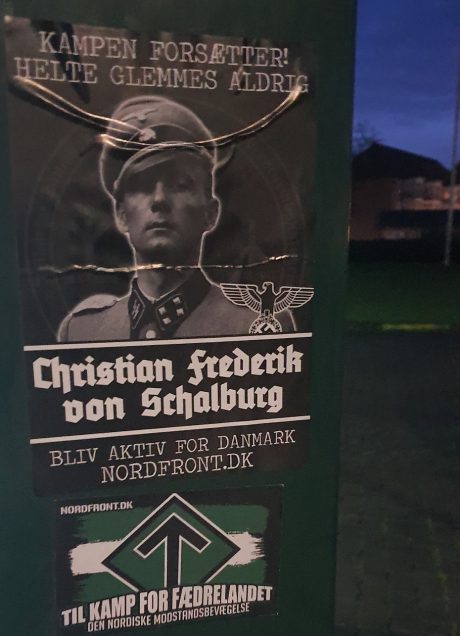 KAMPEN FORSÆTTER!
HELTE GLEMMES ALDRIG
Christian Frederik
von Schalburg
BLIV AKTIV FOR DANMARK
NORDFRONT.DK
NORDFRONT.DK
TIL KAMP FOR FÆDRELANDET
DEN NORDISKE MODSTANDSBEVÆGELSE